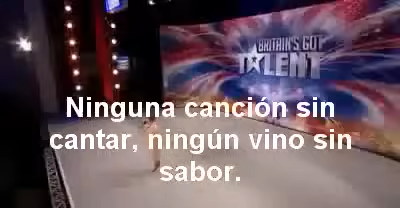 BRITAIN'S GOT
TALENT
Ninguna canción sin
cantar, ningún vino sin
sabor.